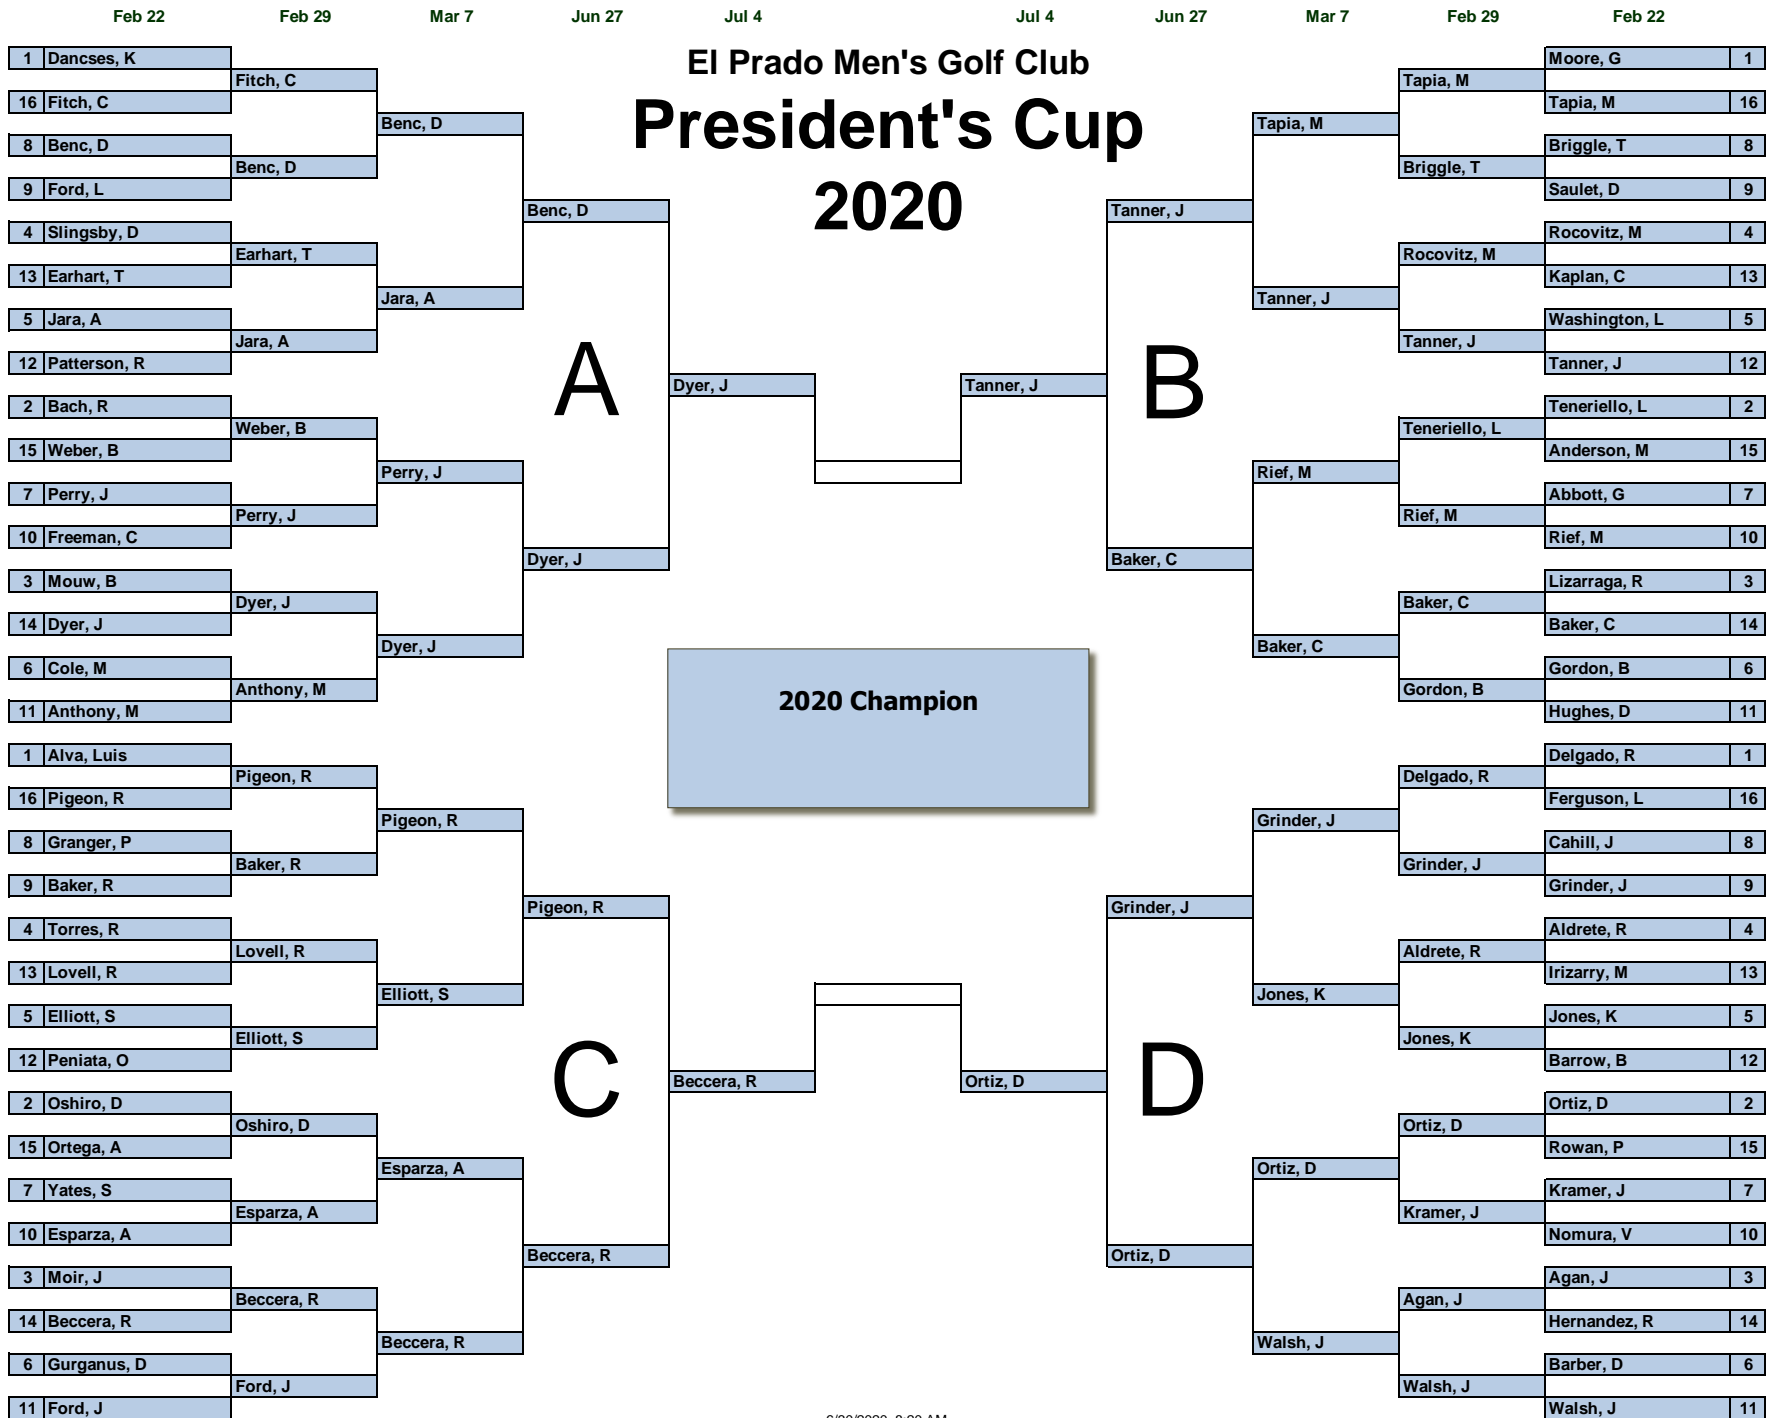 Feb 22 Feb 29 Mar 7 Jun 27 Jul 4 Jul 4 Jun 27 Mar 7 Feb 29 Feb 22
El Prado Men's Golf Club
President's Cup
2020
1 Dancses, K
Fitch, C
16 Fitch, C
Benc, D
8 Benc, D
Benc, D
9 Ford, L
Benc, D
4 Slingsby, D
Earhart, T
13 Earhart, T
Jara, A
5 Jara, A
Jara, A
12 Patterson, R
A
Dyer, J
2 Bach, R
Weber, B
15 Weber, B
Perry, J
7 Perry, J
Perry, J
10 Freeman, C
Dyer, J
3 Mouw, B
Dyer, J
14 Dyer, J
Dyer, J
6 Cole, M
Anthony, M
11 Anthony, M
Moore, G 1
Tapia, M
Tapia, M 16
Tapia, M
Briggle, T 8
Briggle, T
Saulet, D 9
Tanner, J
Rocovitz, M 4
Rocovitz, M
Kaplan, C 13
Tanner, J
Washington, L 5
Tanner, J
Tanner, J 12
B
Tanner, J
Teneriello, L 2
Teneriello, L
Anderson, M 15
Rief, M
Abbott, G 7
Rief, M
Rief, M 10
Baker, C
Lizarraga, R 3
Baker, C
Baker, C 14
Baker, C
Gordon, B 6
Gordon, B
Hughes, D 11
2020 Champion
1 Alva, Luis
Pigeon, R
16 Pigeon, R
Pigeon, R
8 Granger, P
Baker, R
9 Baker, R
Pigeon, R
4 Torres, R
Lovell, R
13 Lovell, R
Elliott, S
5 Elliott, S
Elliott, S
12 Peniata, O
C
Beccera, R
2 Oshiro, D
Oshiro, D
15 Ortega, A
Esparza, A
7 Yates, S
Esparza, A
10 Esparza, A
Beccera, R
3 Moir, J
Beccera, R
14 Beccera, R
Beccera, R
6 Gurganus, D
Ford, J
11 Ford, J
Delgado, R 1
Delgado, R
Ferguson, L 16
Grinder, J
Cahill, J 8
Grinder, J
Grinder, J 9
Grinder, J
Aldrete, R 4
Aldrete, R
Irizarry, M 13
Jones, K
Jones, K 5
Jones, K
Barrow, B 12
D
Ortiz, D
Ortiz, D 2
Ortiz, D
Rowan, P 15
Ortiz, D
Kramer, J 7
Kramer, J
Nomura, V 10
Ortiz, D
Agan, J 3
Agan, J
Hernandez, R 14
Walsh, J
Barber, D 6
Walsh, J
Walsh, J 11